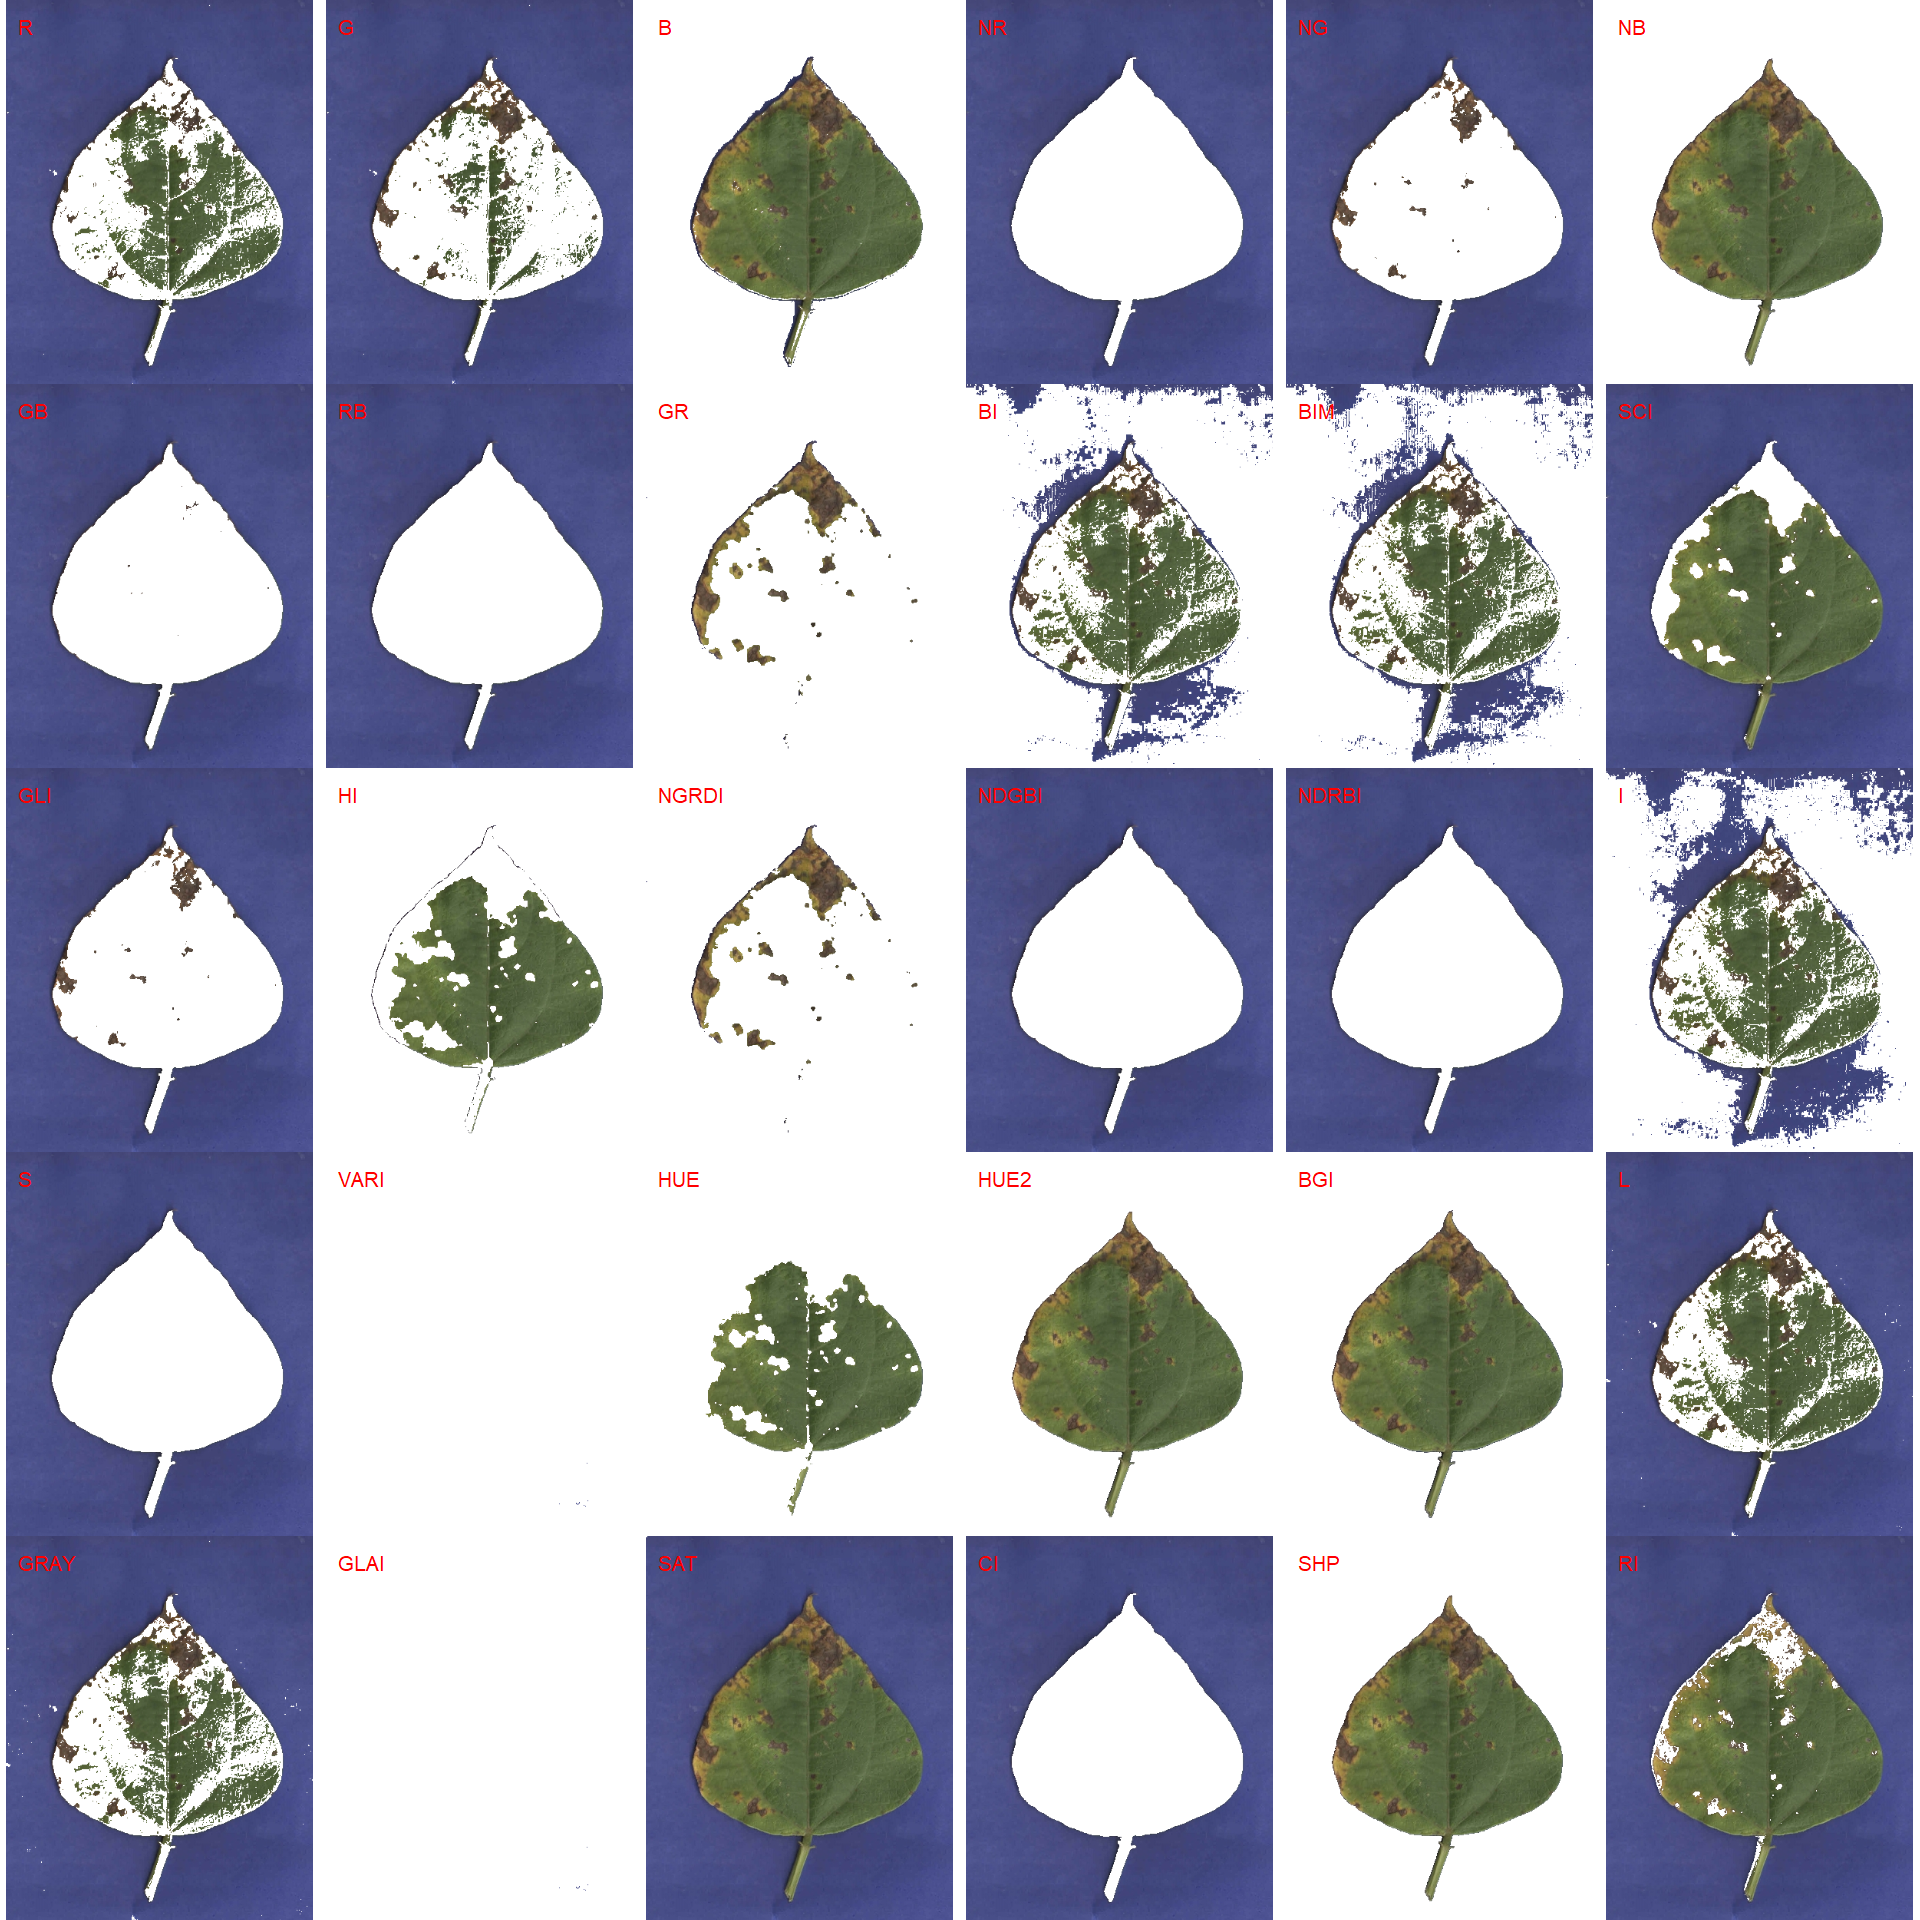 R
G
B
NR
NG
NB
GB
RB
GR
BI
BIM
SCI
GLI
HI
NGRDI
NDGBI
NDRBI
I
S
VARI
HUE
HUE2
BGI
L
GRAY
GLAI
SAT
CI
SHP
RI